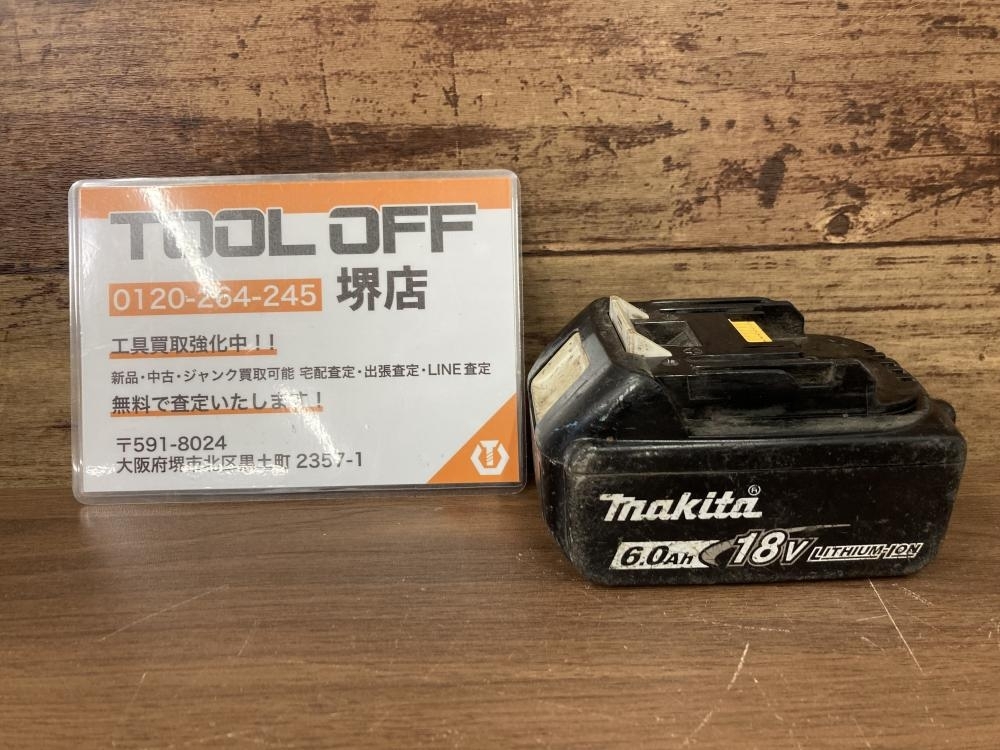 TOOL OFF
0120-264-245 堺店
工具買取強化中！！
新品・中古・ジャンク買取可能 宅配査定・出張査定・LINE査定
無料で査定いたします！
〒591-8024
大阪府堺市北区黒土町 2357-1
makita®
6.0Ah 18V LITHIUM-ION